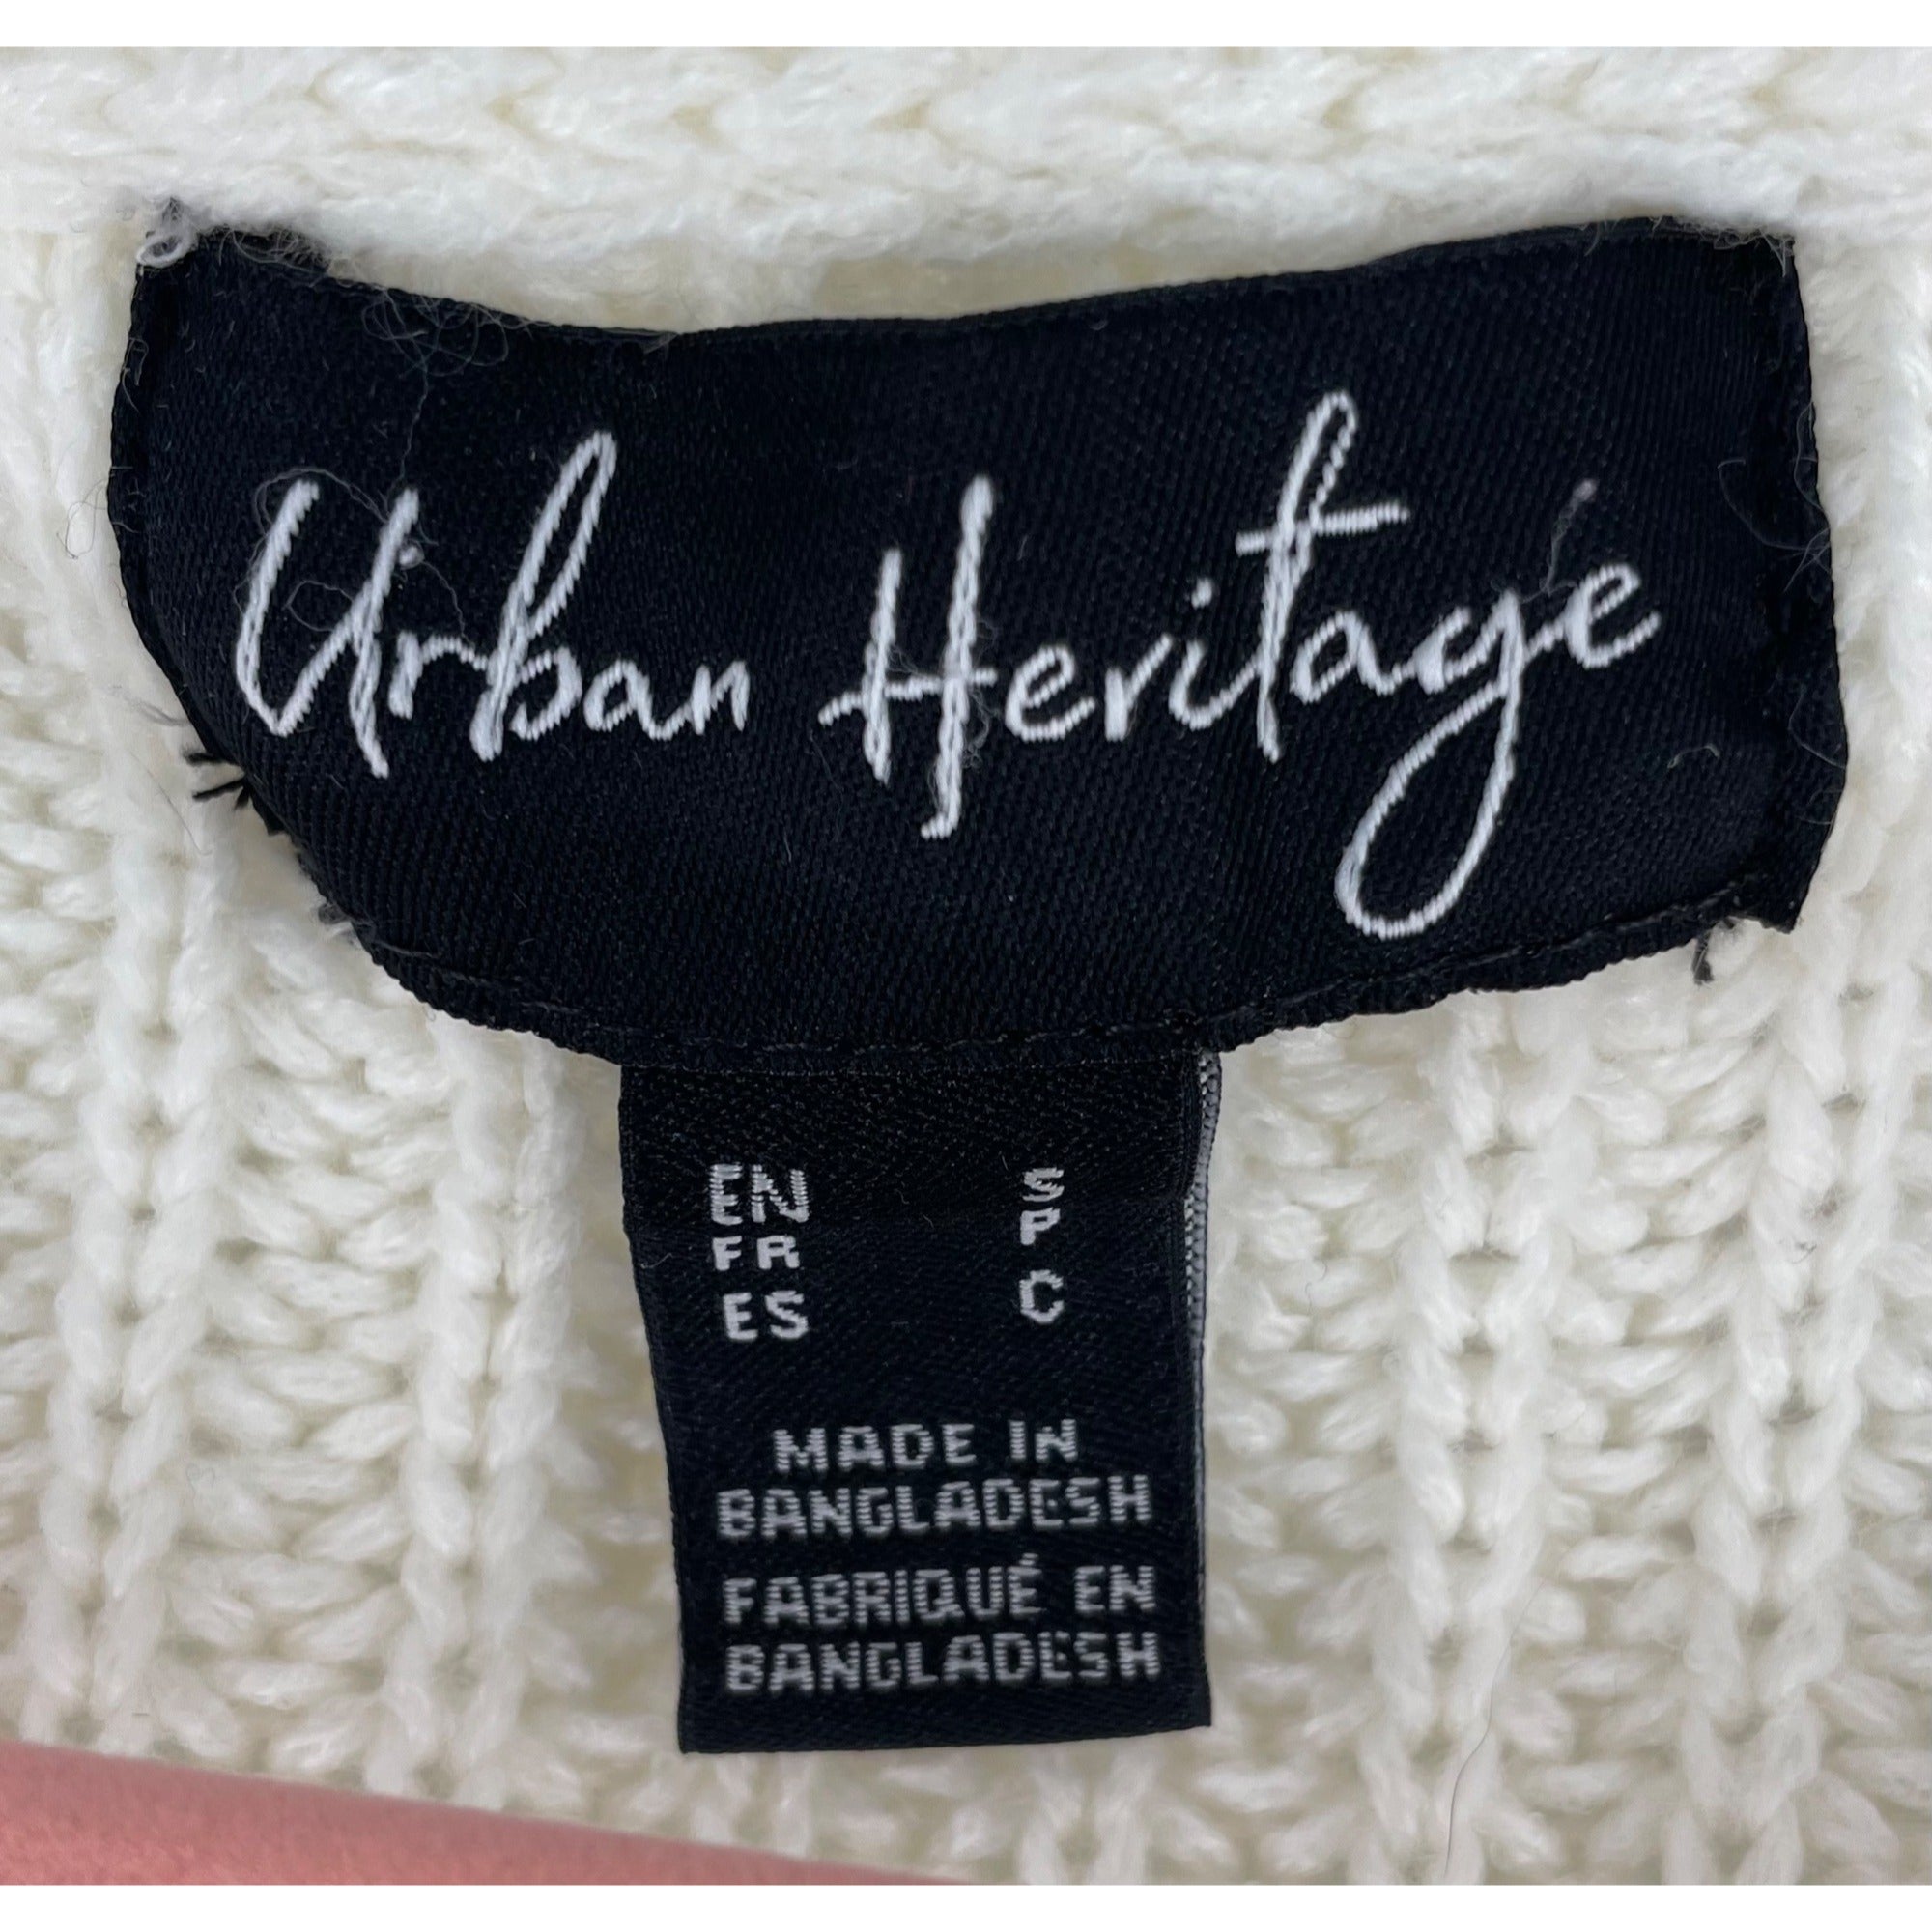 Urban Heritage
EN S
FR P
ES C
MADE IN
BANGLADESH
FABRIQUÉ EN
BANGLADESH